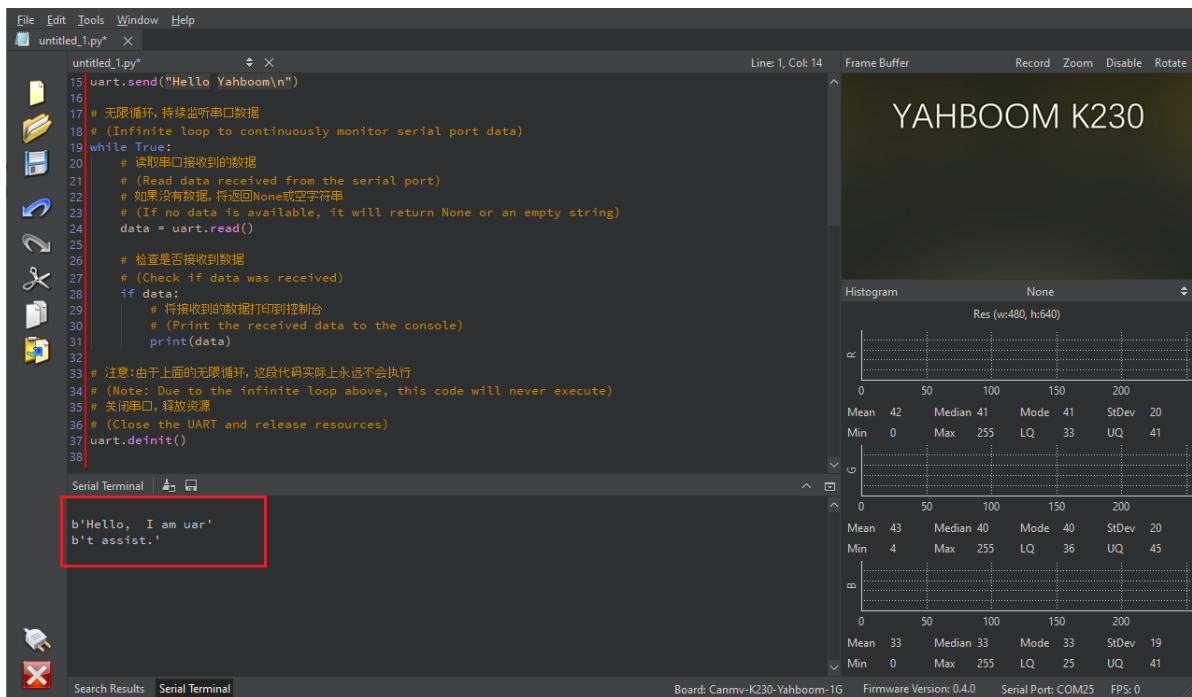 File Edit Tools Window Help
untitled_1.py* ×
untitled_1.py* × Line: 1, Col: 14
15 uart.send("Hello Yahboom\n")
16
17 # 无限循环，持续监听串口数据
18 # (Infinite loop to continuously monitor serial port data)
19 while True:
20 # 读取串口接收到的数据
21 # (Read data received from the serial port)
22 # 如果没有数据，将返回None或空字符串
23 # (If no data is available, it will return None or an empty string)
24 data = uart.read()
25
26 # 检查是否接收到数据
27 # (Check if data was received)
28 if data:
29 # 将接收到的数据打印到控制台
30 # (Print the received data to the console)
31 print(data)
32
33 # 注意：由于上面的无限循环，这段代码实际上永远不会执行
34 # (Note: Due to the infinite loop above, this code will never execute)
35 # 关闭串口，释放资源
36 # (Close the UART and release resources)
37 uart.deinit()
38
Serial Terminal
b'Hello,  I am uar'
b't assist.'
Search Results Serial Terminal
Frame Buffer Record Zoom Disable Rotate
YAHBOOM K230
Histogram None
Res (w:480, h:640)
R
0 50 100 150 200
Mean 42 Median 41 Mode 41 StDev 20
Min 0 Max 255 LQ 33 UQ 41
G
0 50 100 150 200
Mean 43 Median 40 Mode 40 StDev 20
Min 4 Max 255 LQ 36 UQ 45
B
0 50 100 150 200
Mean 33 Median 33 Mode 33 StDev 19
Min 0 Max 255 LQ 25 UQ 41
Board: Canmv-K230-Yahboom-1G Firmware Version: 0.4.0 Serial Port: COM25 FPS: 0